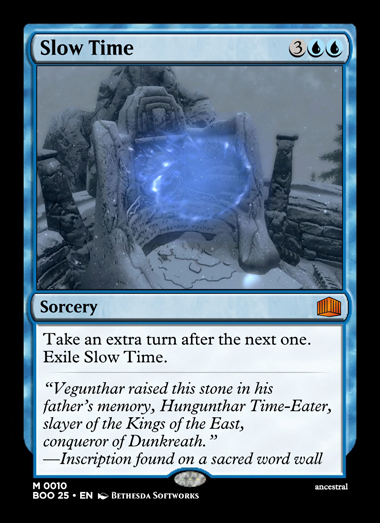 Slow Time 3
Sorcery
Take an extra turn after the next one.
Exile Slow Time.
“Vegunthar raised this stone in his
father’s memory, Hungunthar Time-Eater,
slayer of the Kings of the East,
conqueror of Dunkreath.”
—Inscription found on a sacred word wall
M 0010
BOO 25 • EN Bethesda Softworks
ancestral